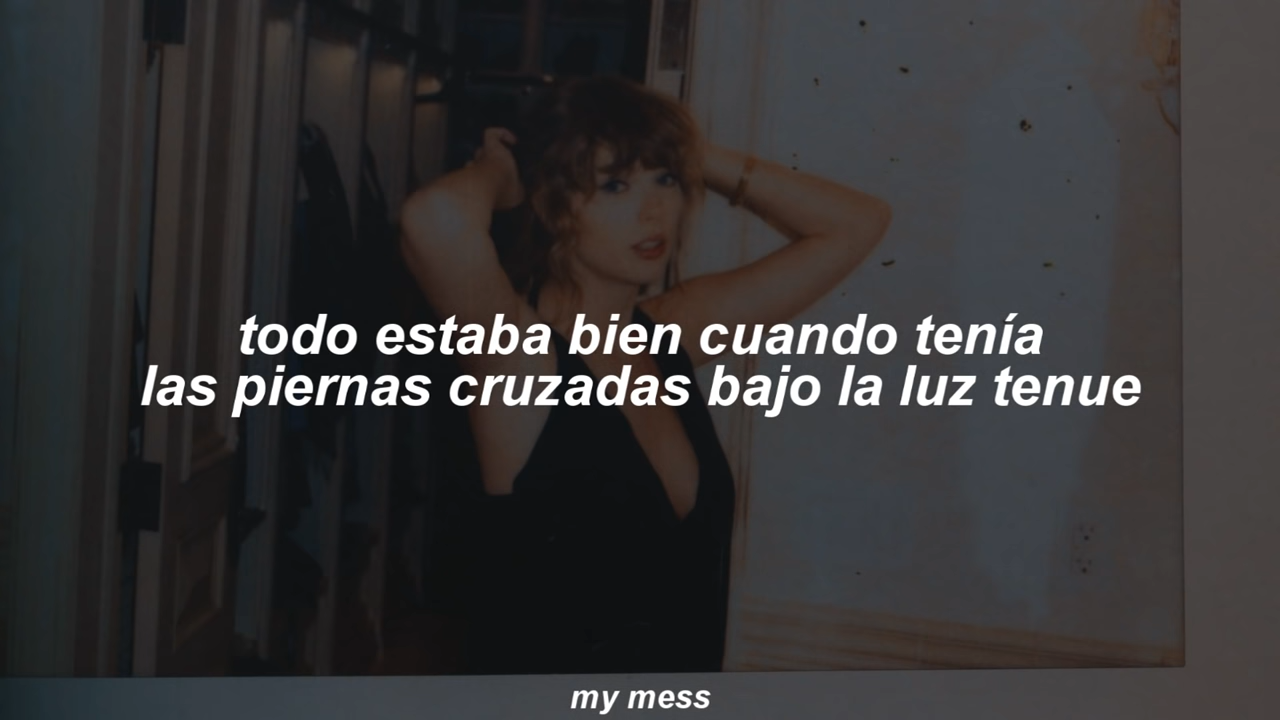 todo estaba bien cuando tenía
las piernas cruzadas bajo la luz tenue
my mess